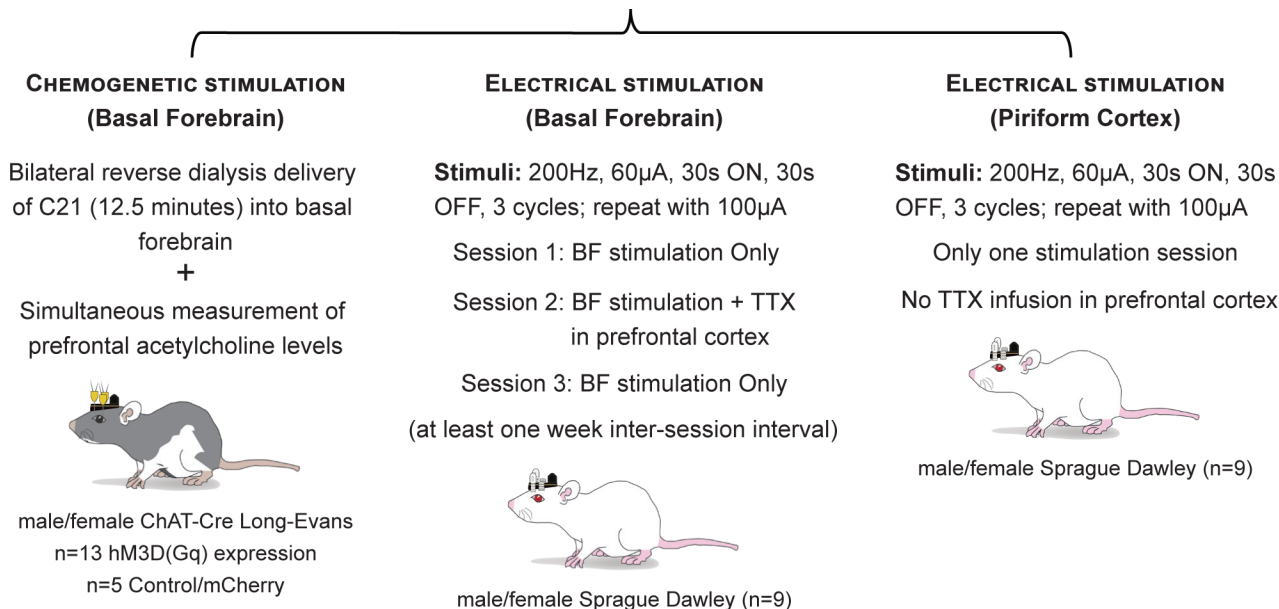 CHEMOGENETIC STIMULATION
(Basal Forebrain)
Bilateral reverse dialysis delivery
of C21 (12.5 minutes) into basal
forebrain
+
Simultaneous measurement of
prefrontal acetylcholine levels
male/female ChAT-Cre Long-Evans
n=13 hM3D(Gq) expression
n=5 Control/mCherry
ELECTRICAL STIMULATION
(Basal Forebrain)
Stimuli: 200Hz, 60µA, 30s ON, 30s
OFF, 3 cycles; repeat with 100µA
Session 1: BF stimulation Only
Session 2: BF stimulation + TTX
in prefrontal cortex
Session 3: BF stimulation Only
(at least one week inter-session interval)
male/female Sprague Dawley (n=9)
ELECTRICAL STIMULATION
(Piriform Cortex)
Stimuli: 200Hz, 60µA, 30s ON, 30s
OFF, 3 cycles; repeat with 100µA
Only one stimulation session
No TTX infusion in prefrontal cortex
male/female Sprague Dawley (n=9)